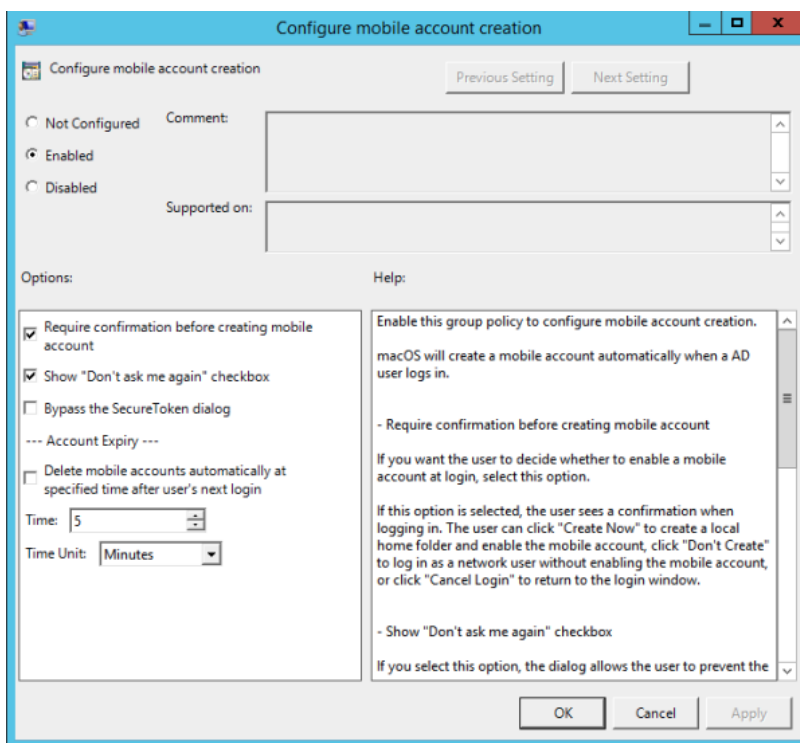 Configure mobile account creation
Configure mobile account creation
Previous Setting
Next Setting
Not Configured
Comment:
Enabled
Disabled
Supported on:
Options:
Help:
Require confirmation before creating mobile
account
Show "Don't ask me again" checkbox
Bypass the SecureToken dialog
--- Account Expiry ---
Delete mobile accounts automatically at
specified time after user's next login
Time: 5
Time Unit: Minutes
Enable this group policy to configure mobile account creation.
macOS will create a mobile account automatically when a AD
user logs in.
- Require confirmation before creating mobile account
If you want the user to decide whether to enable a mobile
account at login, select this option.
If this option is selected, the user sees a confirmation when
logging in. The user can click "Create Now" to create a local
home folder and enable the mobile account, click "Don't Create"
to log in as a network user without enabling the mobile account,
or click "Cancel Login" to return to the login window.
- Show "Don't ask me again" checkbox
If you select this option, the dialog allows the user to prevent the
OK
Cancel
Apply